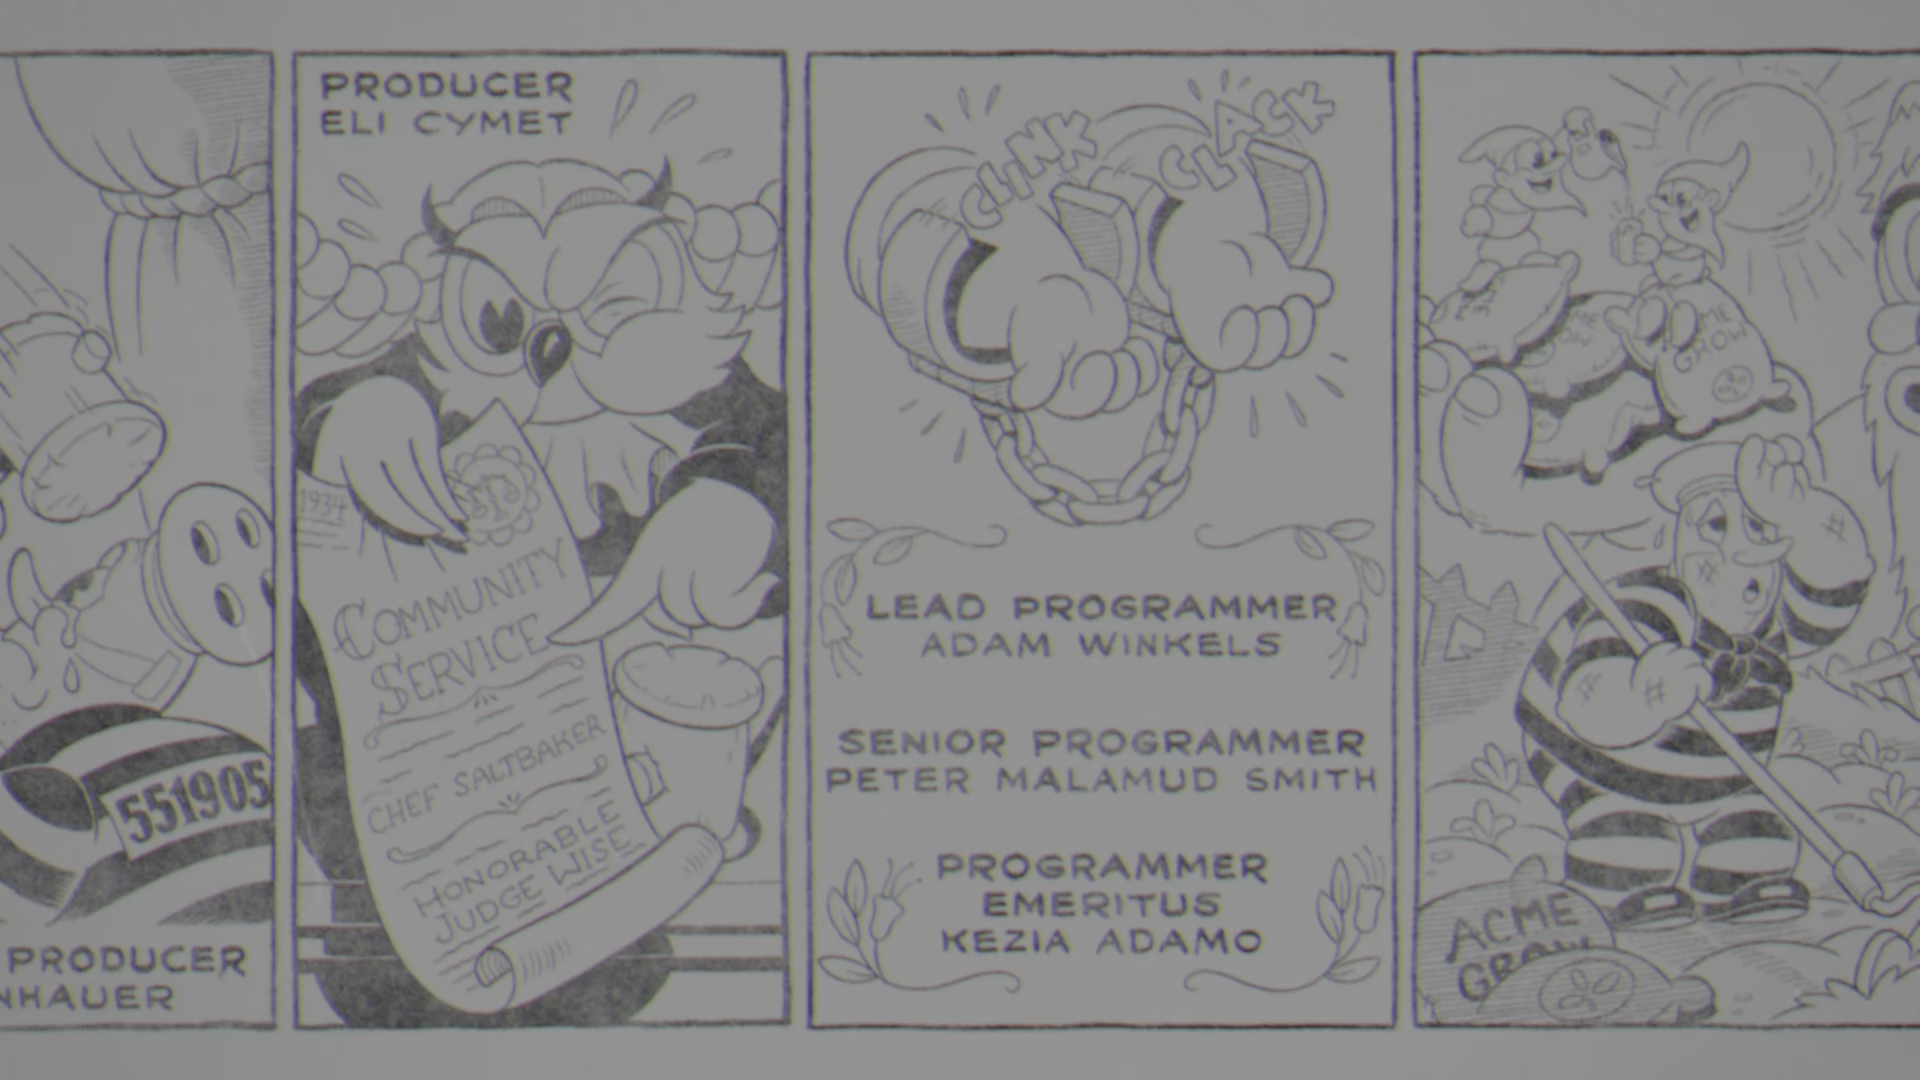 551905
PRODUCER
NHAUER
PRODUCER
ELI CYMET
1934
COMMUNITY
SERVICE
CHEF SALTBAKER
HONORABLE
JUDGE WISE
CLINK
CLACK
LEAD PROGRAMMER
ADAM WINKELS
SENIOR PROGRAMMER
PETER MALAMUD SMITH
PROGRAMMER
EMERITUS
KEZIA ADAMO
GROW
ACME
GROW